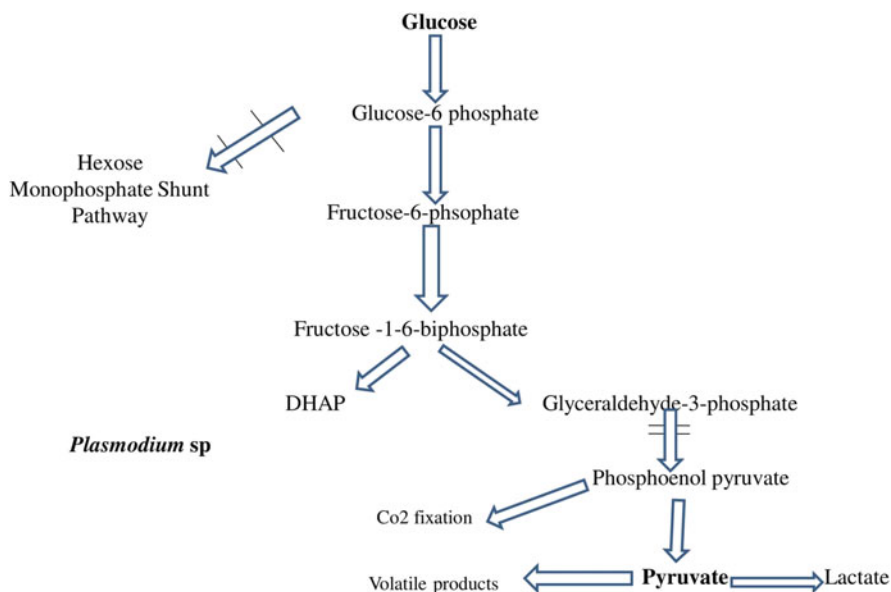 Glucose
Glucose-6 phosphate
Hexose
Monophosphate Shunt
Pathway
Fructose-6-phsophate
Fructose -1-6-biphosphate
DHAP
Glyceraldehyde-3-phosphate
Plasmodium sp
Phosphoenol pyruvate
Co2 fixation
Volatile products
Pyruvate
Lactate